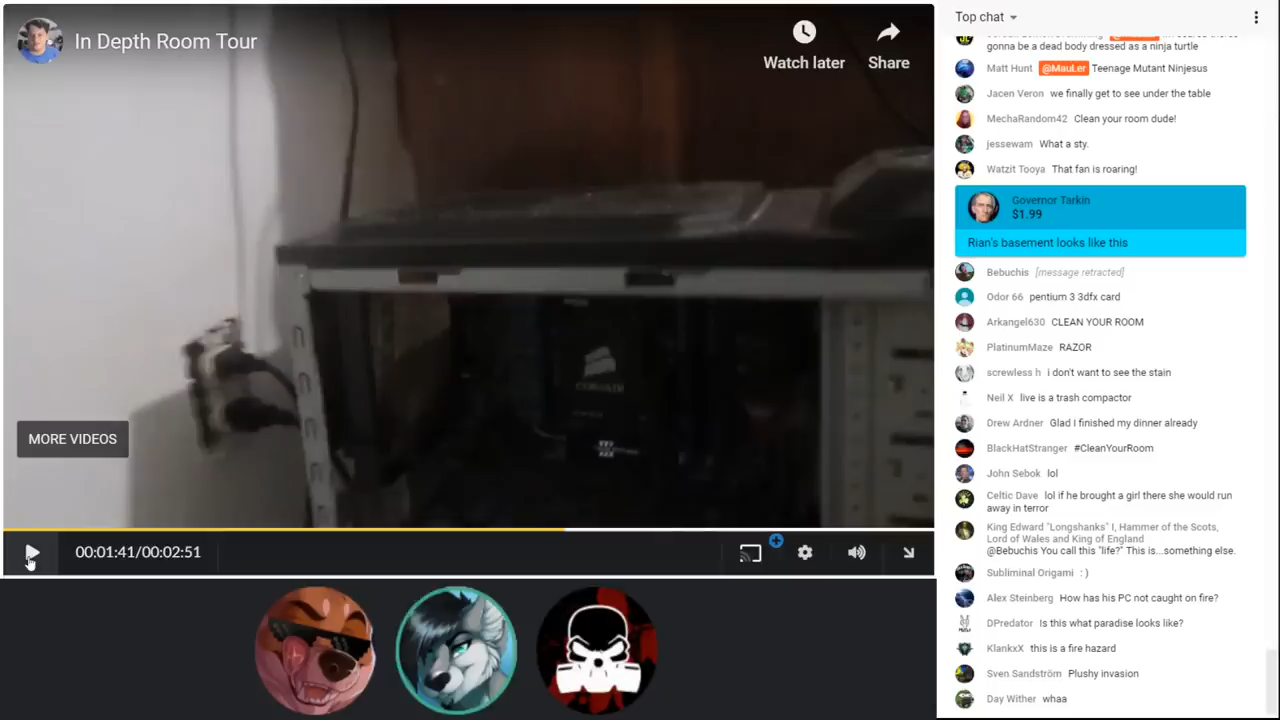 In Depth Room Tour
Watch later
Share
MORE VIDEOS
00:01:41/00:02:51
Top chat
gonna be a dead body dressed as a ninja turtle
Matt Hunt @MauLer Teenage Mutant Ninjesus
Jacen Veron we finally get to see under the table
MechaRandom42 Clean your room dude!
jessewam What a sty.
Watzit Tooya That fan is roaring!
Governor Tarkin
$1.99
Rian's basement looks like this
Bebuchis [message retracted]
Odor 66 pentium 3 3dfx card
Arkangel630 CLEAN YOUR ROOM
PlatinumMaze RAZOR
screwless h i don't want to see the stain
Neil X live is a trash compactor
Drew Ardner Glad I finished my dinner already
BlackHatStranger #CleanYourRoom
John Sebok lol
Celtic Dave lol if he brought a girl there she would run
away in terror
King Edward "Longshanks" I, Hammer of the Scots,
Lord of Wales and King of England
@Bebuchis You call this "life?" This is...something else.
Subliminal Origami : )
Alex Steinberg How has his PC not caught on fire?
DPredator Is this what paradise looks like?
KlankxX this is a fire hazard
Sven Sandström Plushy invasion
Day Wither whaa